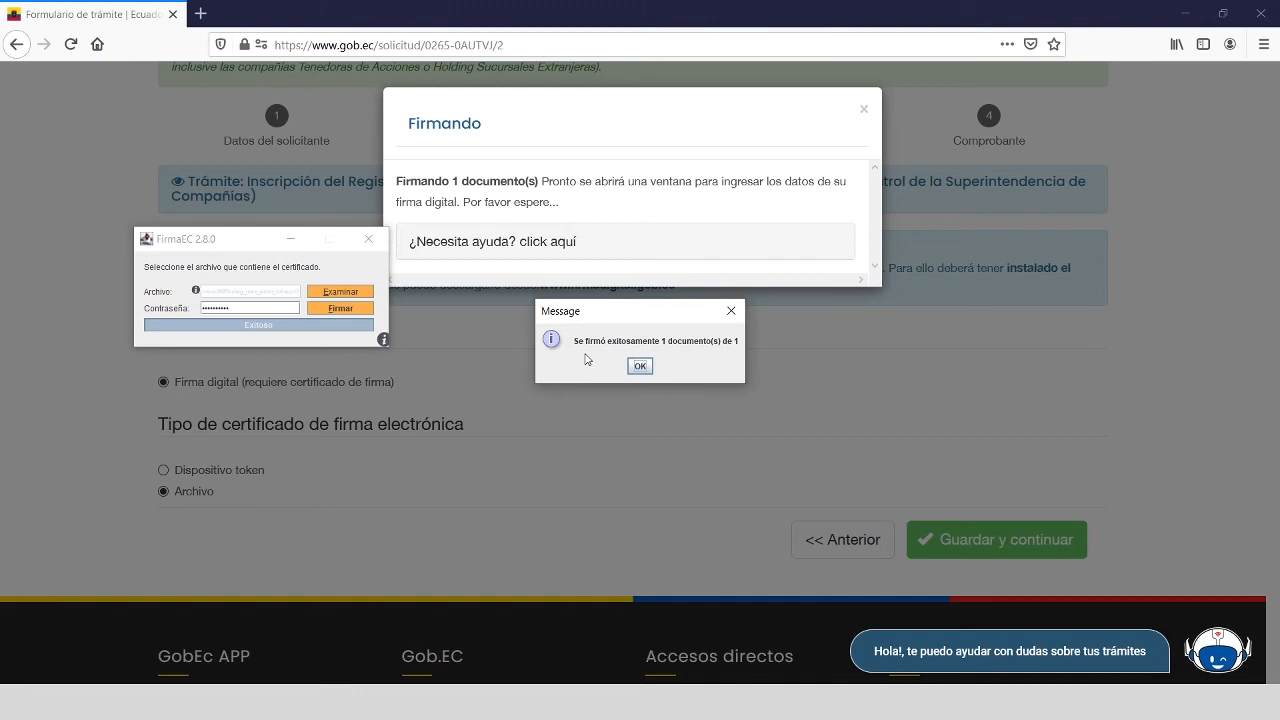 Formulario de trámite | Ecuado
https://www.gob.ec/solicitud/0265-0AUTVJ/2
inclusive las compañías Tenedoras de Acciones o Holding Sucursales Extranjeras).
1
Datos del solicitante
4
Comprobante
Firmando
×
Trámite: Inscripción del Regis
trol de la Superintendencia de
Compañías)
Firmando 1 documento(s) Pronto se abrirá una ventana para ingresar los datos de su
firma digital. Por favor espere...
¿Necesita ayuda? click aquí
. Para ello deberá tener instalado el
FirmaEC 2.8.0
Seleccione el archivo que contiene el certificado.
Archivo:
Examinar
Contraseña:
Firmar
Exitoso
Message
Se firmó exitosamente 1 documento(s) de 1
OK
Firma digital (requiere certificado de firma)
Tipo de certificado de firma electrónica
Dispositivo token
Archivo
<< Anterior
Guardar y continuar
GobEc APP
Gob.EC
Accesos directos
Hola!, te puedo ayudar con dudas sobre tus trámites